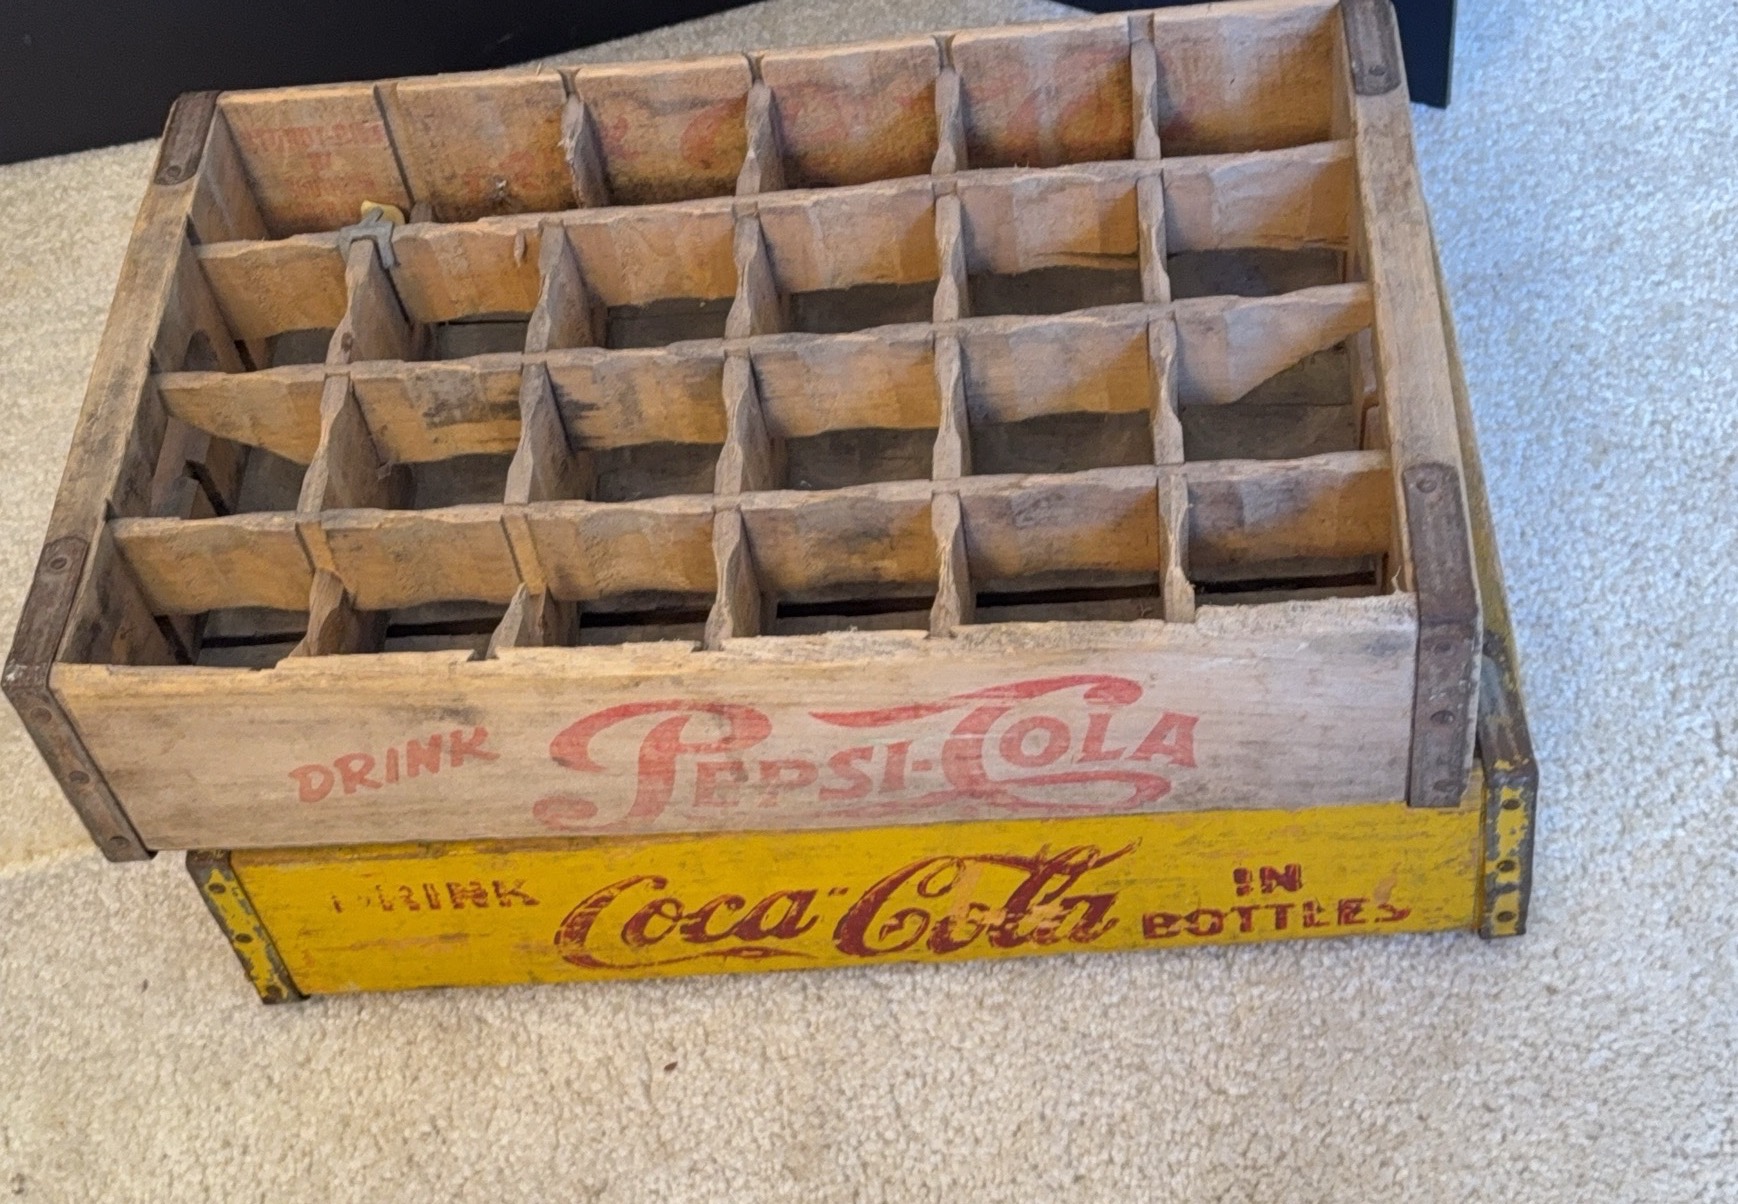 DRINK PEPSI-COLA
DRINK Coca-Cola IN
BOTTLES